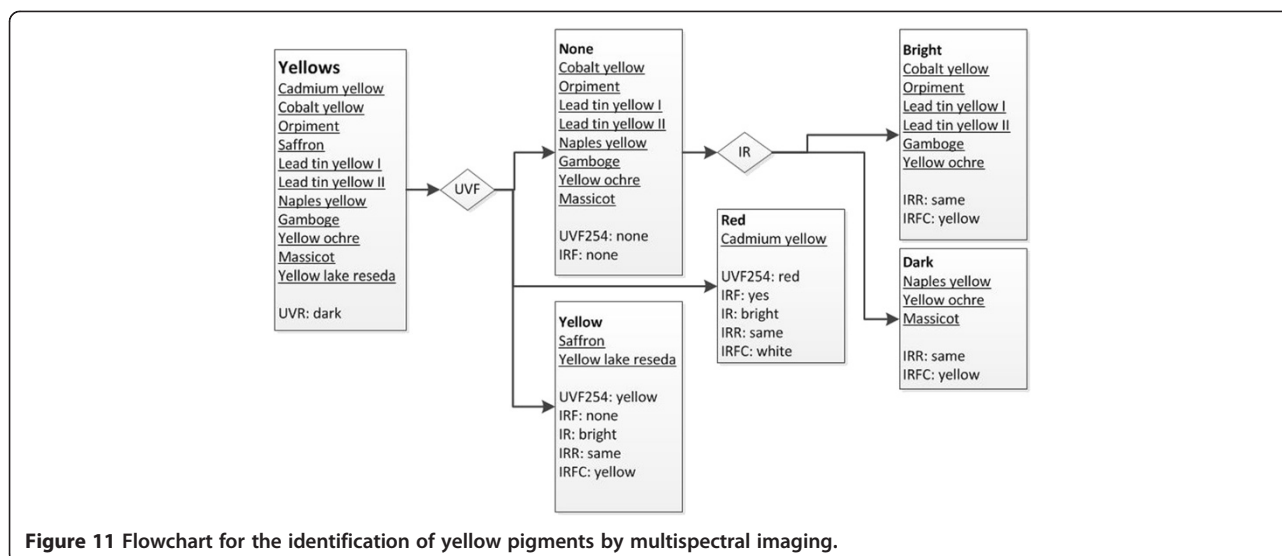 Yellows
Cadmium yellow
Cobalt yellow
Orpiment
Saffron
Lead tin yellow I
Lead tin yellow II
Naples yellow
Gamboge
Yellow ochre
Massicot
Yellow lake reseda
UVR: dark
UVF
None
Cobalt yellow
Orpiment
Lead tin yellow I
Lead tin yellow II
Naples yellow
Gamboge
Yellow ochre
Massicot
UVF254: none
IRF: none
IR
Bright
Cobalt yellow
Orpiment
Lead tin yellow I
Lead tin yellow II
Gamboge
Yellow ochre
IRR: same
IRFC: yellow
Red
Cadmium yellow
UVF254: red
IRF: yes
IR: bright
IRR: same
IRFC: white
Dark
Naples yellow
Yellow ochre
Massicot
IRR: same
IRFC: yellow
Yellow
Saffron
Yellow lake reseda
UVF254: yellow
IRF: none
IR: bright
IRR: same
IRFC: yellow
Figure 11 Flowchart for the identification of yellow pigments by multispectral imaging.